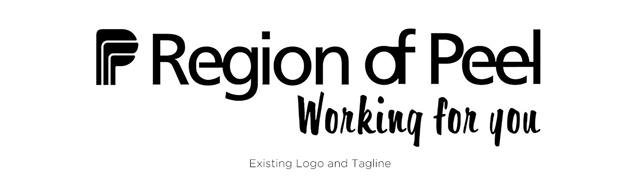 Region of Peel
Working for you
Existing Logo and Tagline